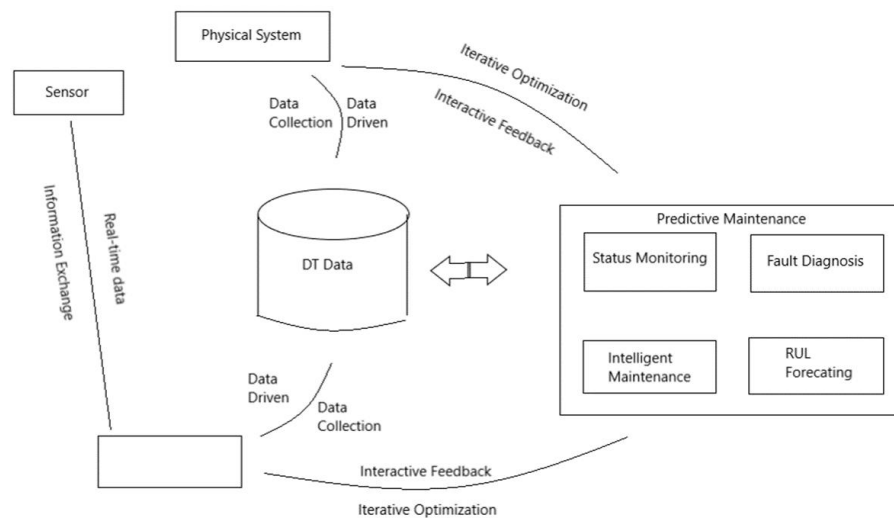 Physical System
Sensor
Iterative Optimization
Interactive Feedback
Data
Collection
Data
Driven
Information Exchange
Real-time data
DT Data
Predictive Maintenance
Status Monitoring
Fault Diagnosis
Intelligent
Maintenance
RUL
Forecating
Data
Driven
Data
Collection
Interactive Feedback
Iterative Optimization